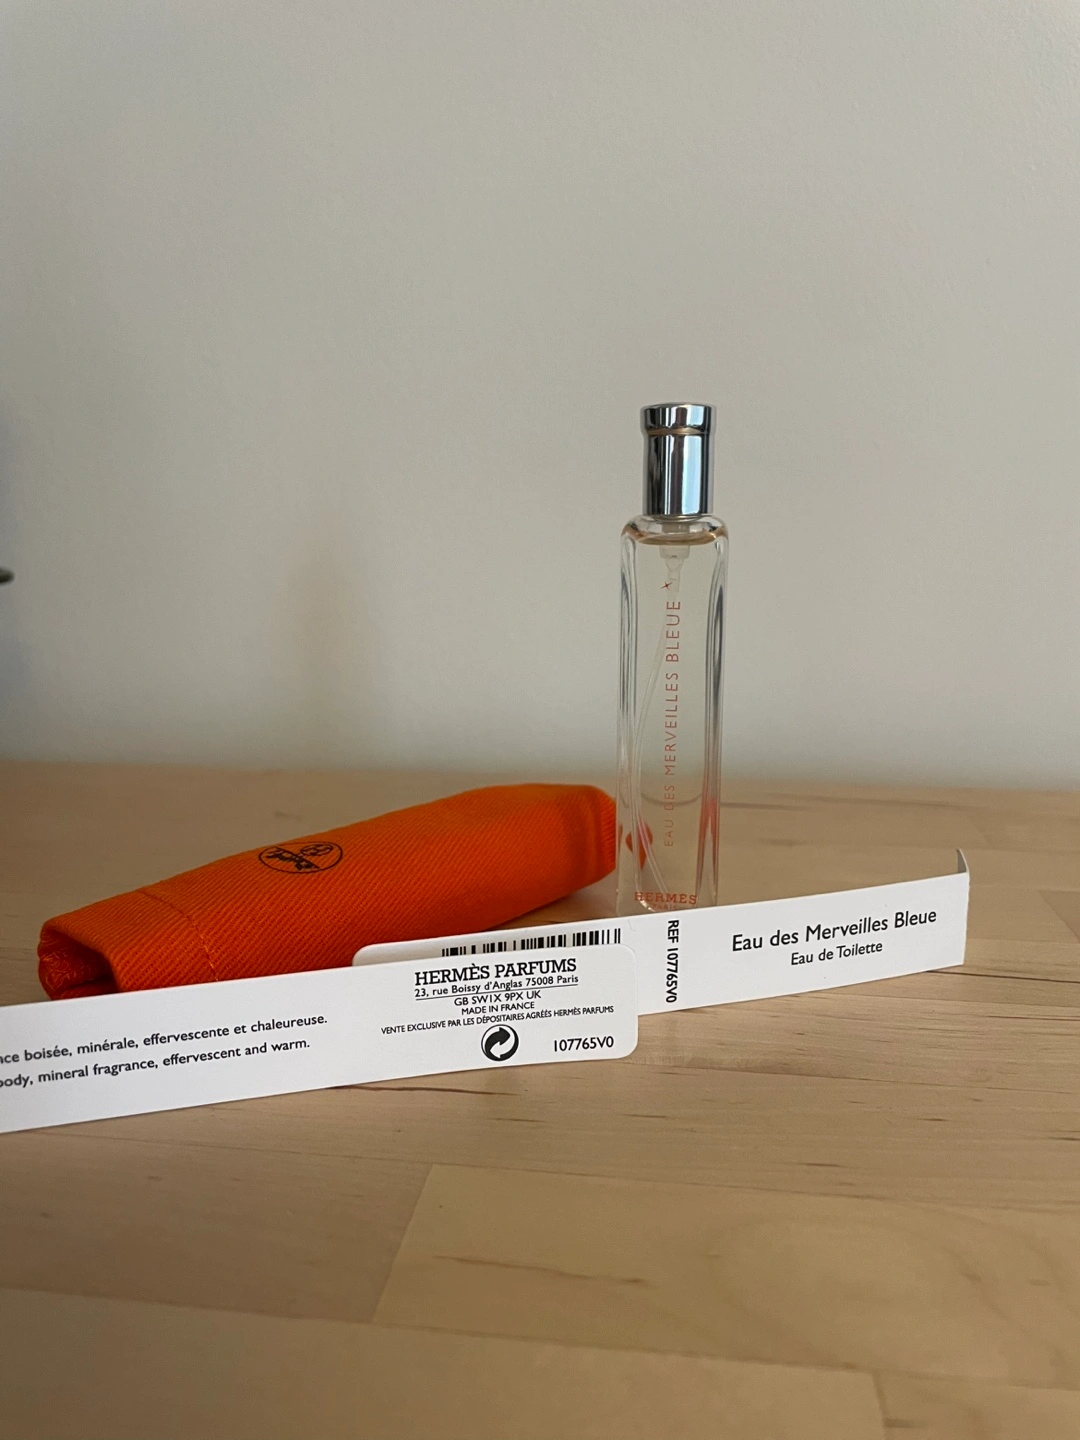 EAU DES MERVEILLES BLEUE
HERMÈS
PARIS
Eau des Merveilles Bleue
Eau de Toilette
REF 107765V0
HERMÈS PARFUMS
23, rue Boissy d'Anglas 75008 Paris
GB SW1X 9PX UK
MADE IN FRANCE
VENTE EXCLUSIVE PAR LES DÉPOSITAIRES AGRÉÉS HERMÈS PARFUMS
107765V0
boisée, minérale, effervescente et chaleureuse.
mineral fragrance, effervescent and warm.